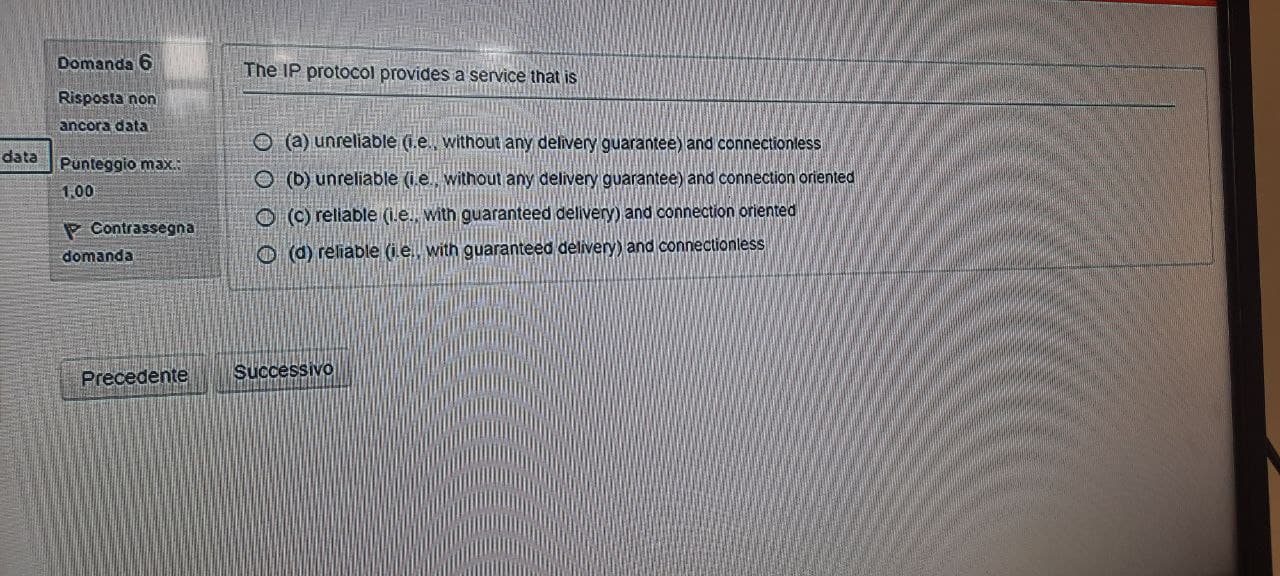 Domanda 6
Risposta non
ancora data
data
Punteggio max.:
1,00
Contrassegna
domanda
The IP protocol provides a service that is
(a) unreliable (i.e., without any delivery guarantee) and connectionless
(b) unreliable (i.e., without any delivery guarantee) and connection oriented
(c) reliable (i.e., with guaranteed delivery) and connection oriented
(d) reliable (i.e., with guaranteed delivery) and connectionless
Precedente
Successivo